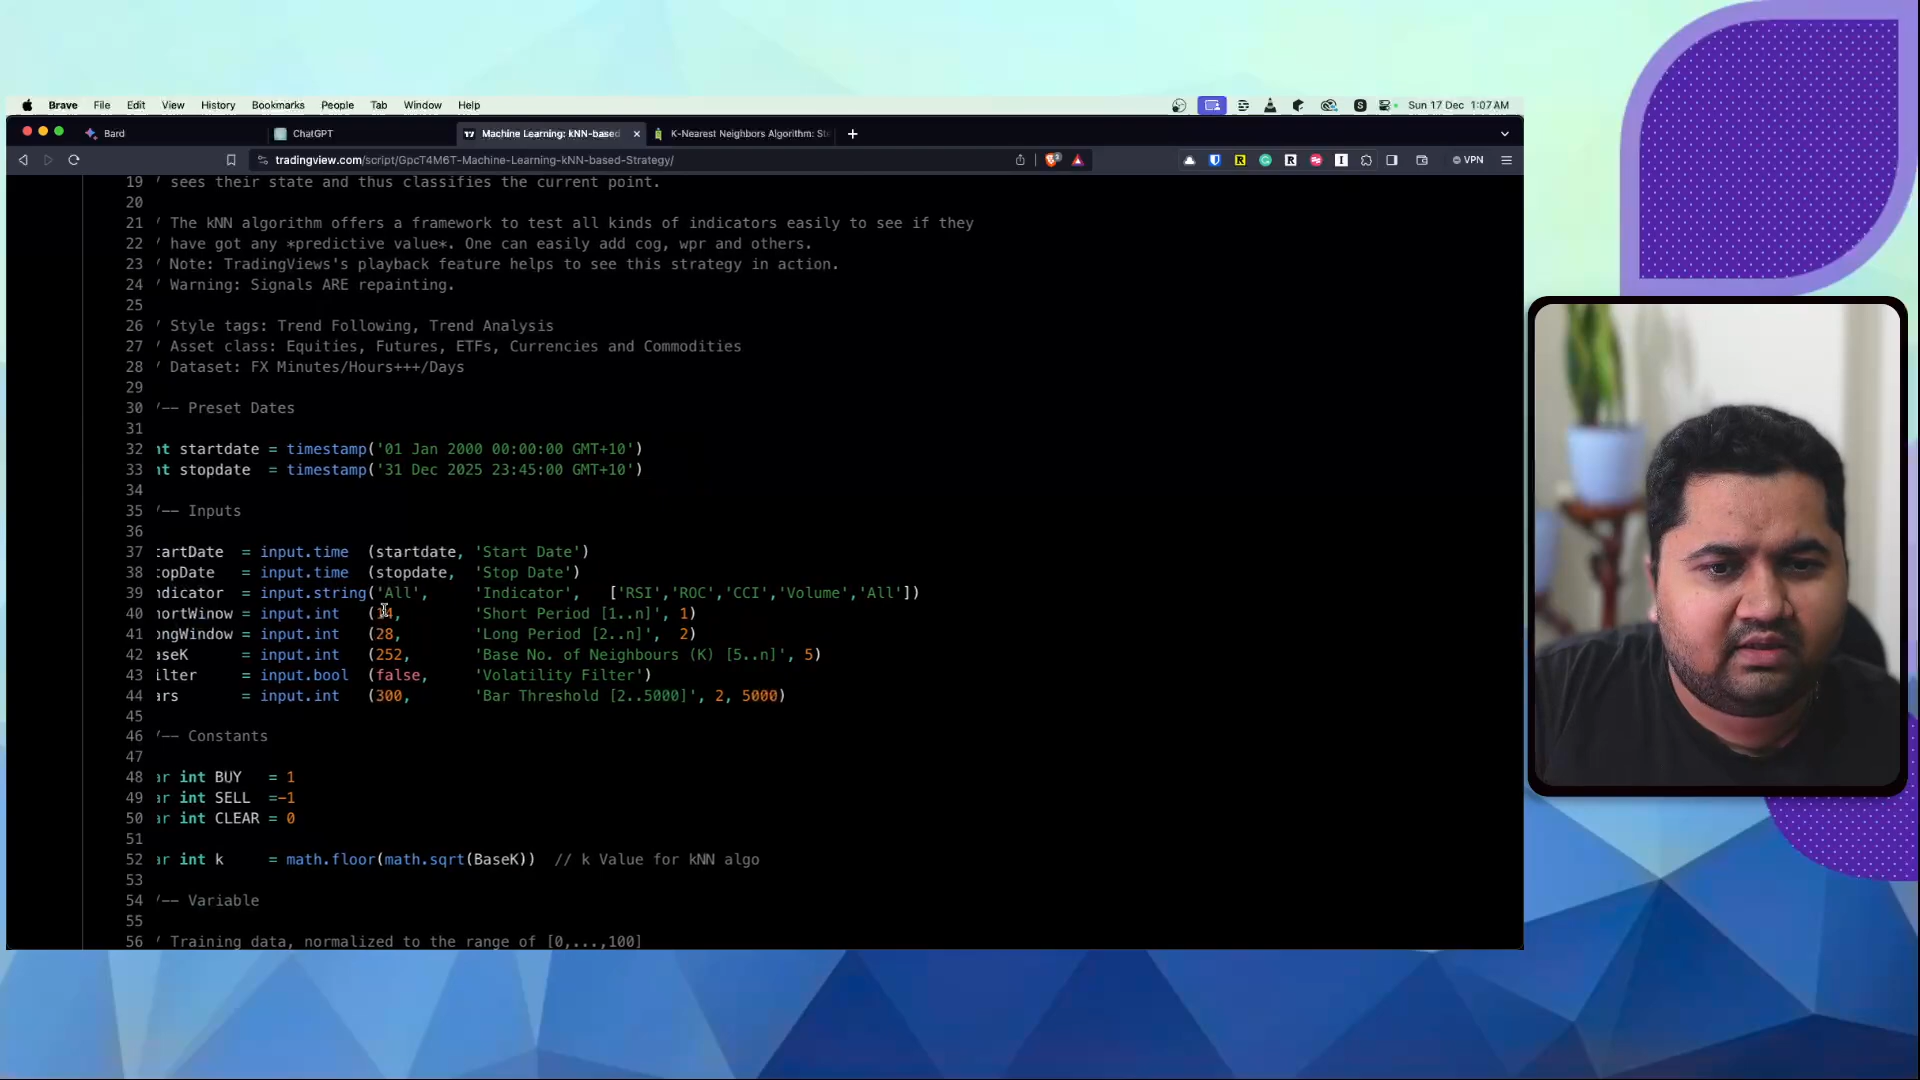 Brave File Edit View History Bookmarks People Tab Window Help Sun 17 Dec 1:07 AM
Bard ChatGPT Machine Learning: kNN-based K-Nearest Neighbors Algorithm: St
tradingview.com/script/GpcT4M6T-Machine-Learning-kNN-based-Strategy/ VPN
19 / sees their state and thus classifies the current point.
20
21 / The kNN algorithm offers a framework to test all kinds of indicators easily to see if they
22 / have got any *predictive value*. One can easily add cog, wpr and others.
23 / Note: TradingViews's playback feature helps to see this strategy in action.
24 / Warning: Signals ARE repainting.
25
26 / Style tags: Trend Following, Trend Analysis
27 / Asset class: Equities, Futures, ETFs, Currencies and Commodities
28 / Dataset: FX Minutes/Hours+++/Days
29
30 /-- Preset Dates
31
32 nt startdate = timestamp('01 Jan 2000 00:00:00 GMT+10')
33 nt stopdate = timestamp('31 Dec 2025 23:45:00 GMT+10')
34
35 /-- Inputs
36
37 tartDate = input.time (startdate, 'Start Date')
38 topDate = input.time (stopdate, 'Stop Date')
39 ndicator = input.string('All', 'Indicator', ['RSI','ROC','CCI','Volume','All'])
40 hortWinow = input.int (14, 'Short Period [1..n]', 1)
41 ongWindow = input.int (28, 'Long Period [2..n]', 2)
42 aseK = input.int (252, 'Base No. of Neighbours (K) [5..n]', 5)
43 ilter = input.bool (false, 'Volatility Filter')
44 ars = input.int (300, 'Bar Threshold [2..5000]', 2, 5000)
45
46 /-- Constants
47
48 ar int BUY = 1
49 ar int SELL =-1
50 ar int CLEAR = 0
51
52 ar int k = math.floor(math.sqrt(BaseK)) // k Value for kNN algo
53
54 /-- Variable
55
56 / Training data, normalized to the range of [0,...,100]